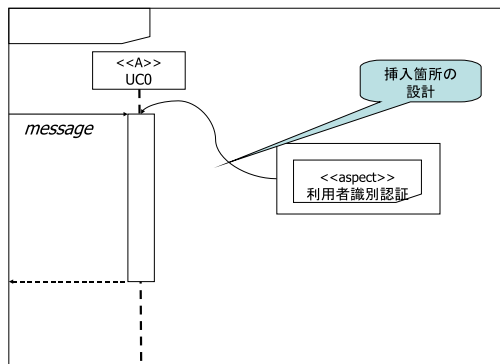 <<A>>
UC0
挿入箇所の
設計
message
<<aspect>>
利用者識別認証